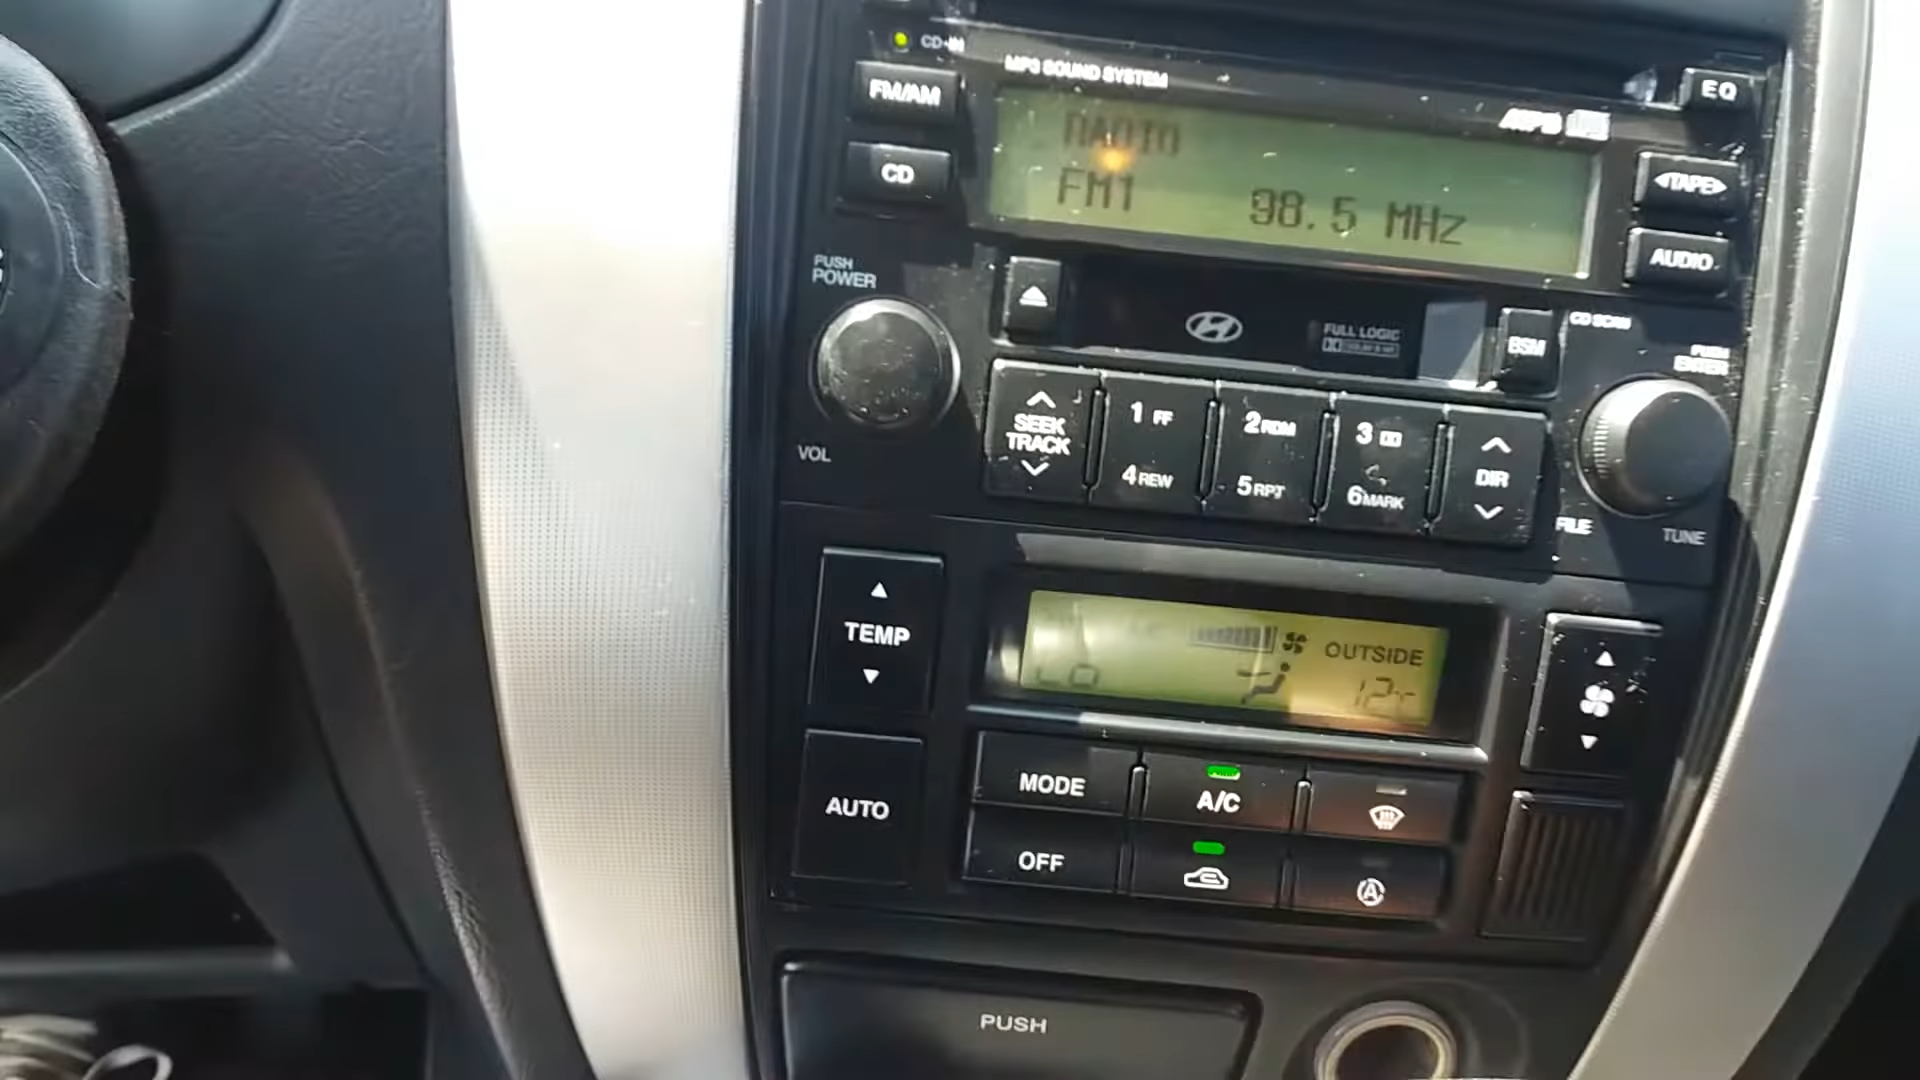 CD-IN
MP3 SOUND SYSTEM
FM/AM
EQ
RADIO
CD
FM1 98.5 MHz
◁TAPE▷
AUDIO
PUSH
POWER
FULL LOGIC
BSM
CD SCAN
PUSH
ENTER
SEEK
TRACK
1 FF
2 RDM
3
DIR
4 REW
5 RPT
6 MARK
VOL
FILE
TUNE
TEMP
OUTSIDE
LO
AUTO
MODE
A/C
OFF
PUSH